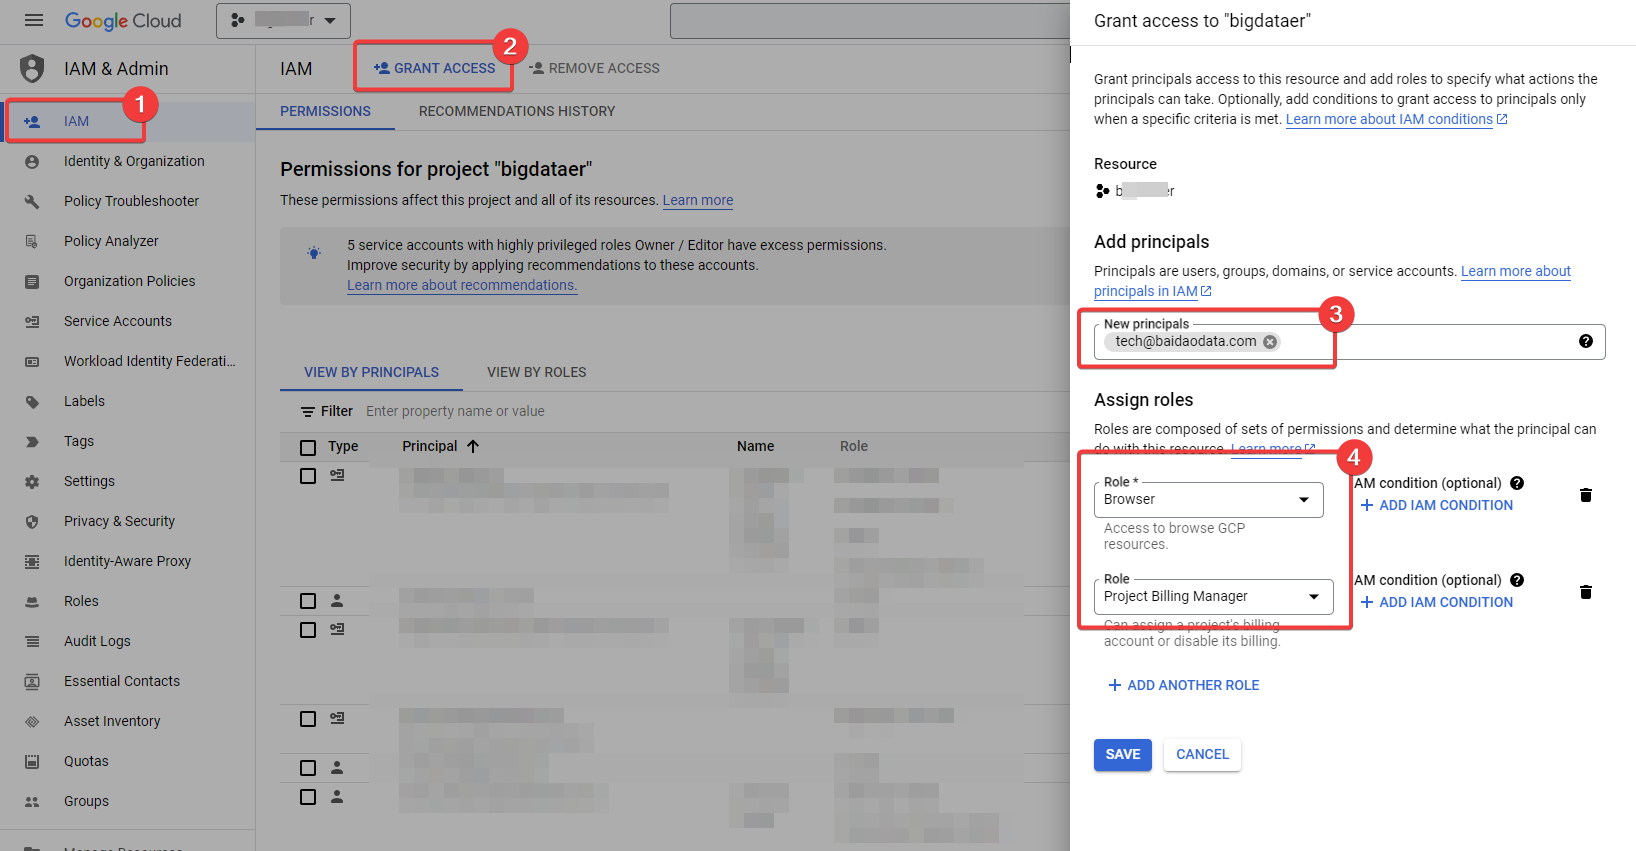 Google Cloud
r
IAM & Admin
IAM
GRANT ACCESS
REMOVE ACCESS
1
2
IAM
Identity & Organization
Policy Troubleshooter
Policy Analyzer
Organization Policies
Service Accounts
Workload Identity Federati...
Labels
Tags
Settings
Privacy & Security
Identity-Aware Proxy
Roles
Audit Logs
Essential Contacts
Asset Inventory
Quotas
Groups
PERMISSIONS
RECOMMENDATIONS HISTORY
Permissions for project "bigdataer"
These permissions affect this project and all of its resources. Learn more
5 service accounts with highly privileged roles Owner / Editor have excess permissions.
Improve security by applying recommendations to these accounts.
Learn more about recommendations.
VIEW BY PRINCIPALS
VIEW BY ROLES
Filter Enter property name or value
Type Principal Name Role
Grant access to "bigdataer"
Grant principals access to this resource and add roles to specify what actions the
principals can take. Optionally, add conditions to grant access to principals only
when a specific criteria is met. Learn more about IAM conditions
Resource
b r
Add principals
Principals are users, groups, domains, or service accounts. Learn more about
principals in IAM
3
New principals
tech@baidaodata.com
Assign roles
Roles are composed of sets of permissions and determine what the principal can
do with this resource. Learn more
4
Role *
Browser
Access to browse GCP
resources.
AM condition (optional)
ADD IAM CONDITION
Role
Project Billing Manager
Can assign a project's billing
account or disable its billing.
AM condition (optional)
ADD IAM CONDITION
ADD ANOTHER ROLE
SAVE
CANCEL